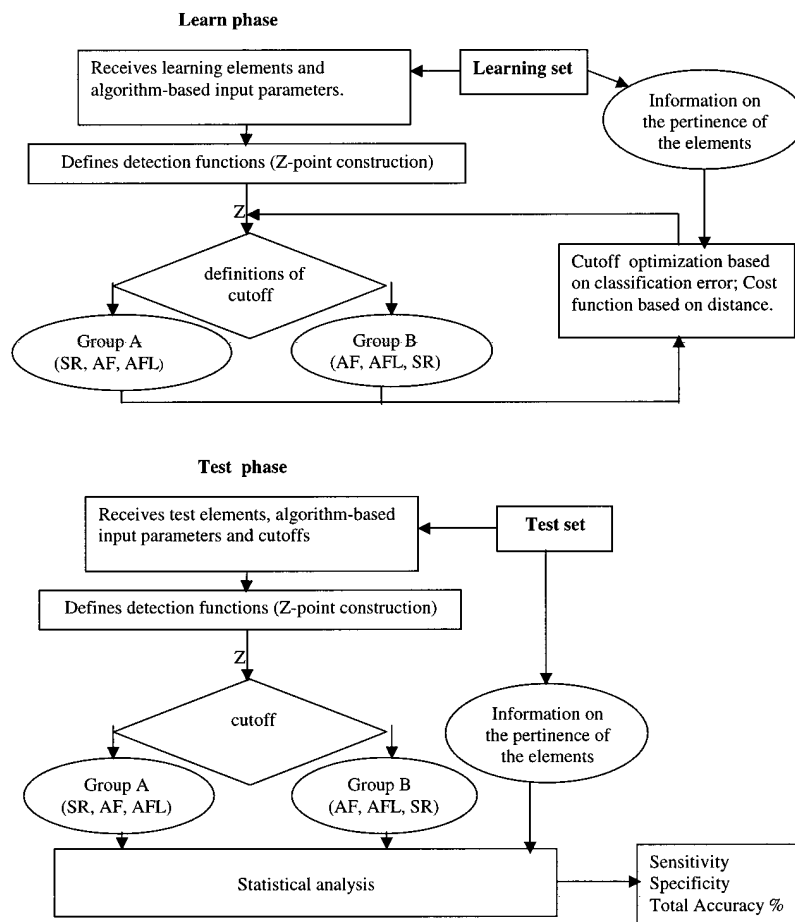 Learn phase
Receives learning elements and
algorithm-based input parameters.
Learning set
Information on
the pertinence of
the elements
Defines detection functions (Z-point construction)
Z
definitions of
cutoff
Cutoff optimization based
on classification error; Cost
function based on distance.
Group A
(SR, AF, AFL)
Group B
(AF, AFL, SR)
Test phase
Receives test elements, algorithm-based
input parameters and cutoffs
Test set
Defines detection functions (Z-point construction)
Z
cutoff
Information on
the pertinence of
the elements
Group A
(SR, AF, AFL)
Group B
(AF, AFL, SR)
Statistical analysis
Sensitivity
Specificity
Total Accuracy %